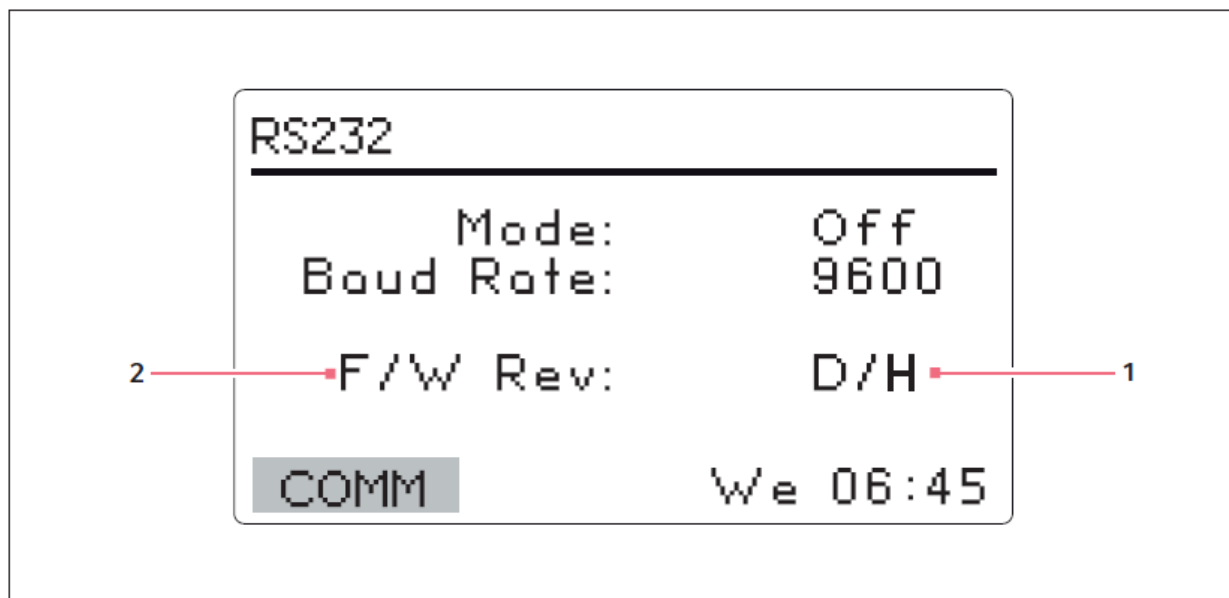 RS232
Mode: Off
Baud Rate: 9600
2 F/W Rev: D/H 1
COMM We 06:45